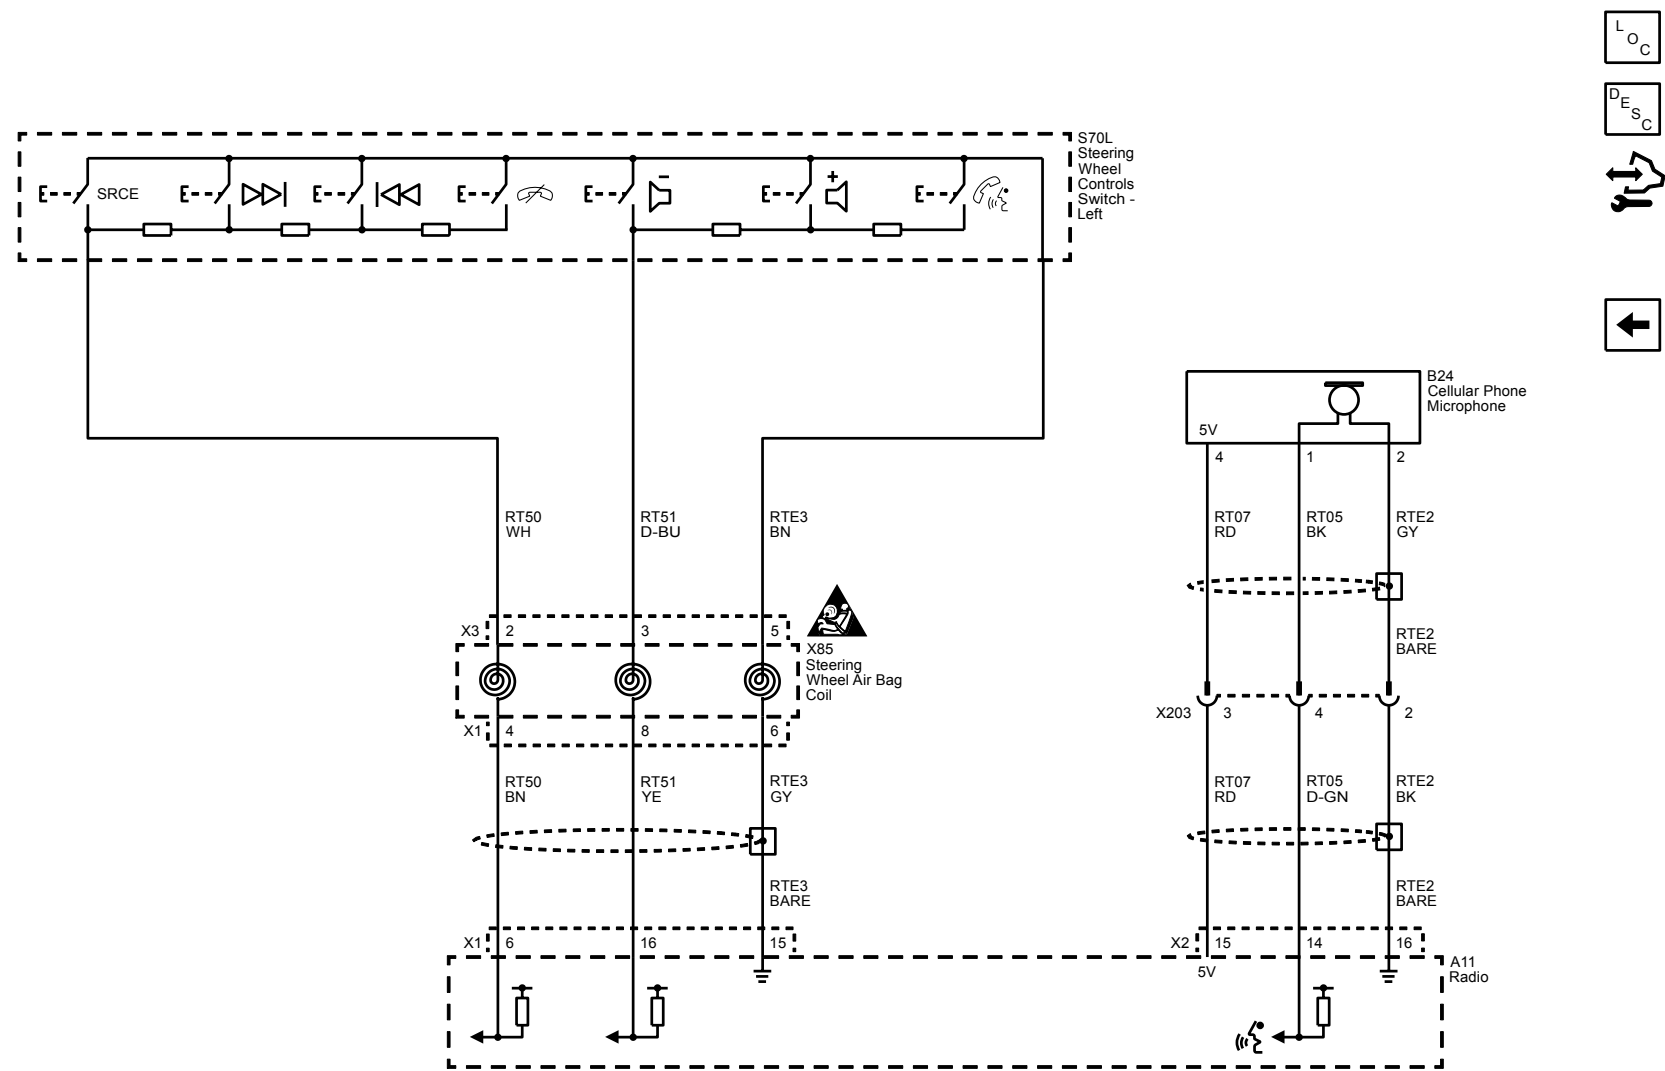 L
O
C
D
E
S
C
S70L
Steering
Wheel
Controls
Switch -
Left
SRCE
-
+
B24
Cellular Phone
Microphone
5V
4 1 2
RT50
WH
RT51
D-BU
RTE3
BN
RT07
RD
RT05
BK
RTE2
GY
X3 2 3 5
X85
Steering
Wheel Air Bag
Coil
RTE2
BARE
X1 4 8 6
X203 3 4 2
RT50
BN
RT51
YE
RTE3
GY
RT07
RD
RT05
D-GN
RTE2
BK
RTE3
BARE
RTE2
BARE
X1 6 16 15
X2 15 14 16
5V
A11
Radio